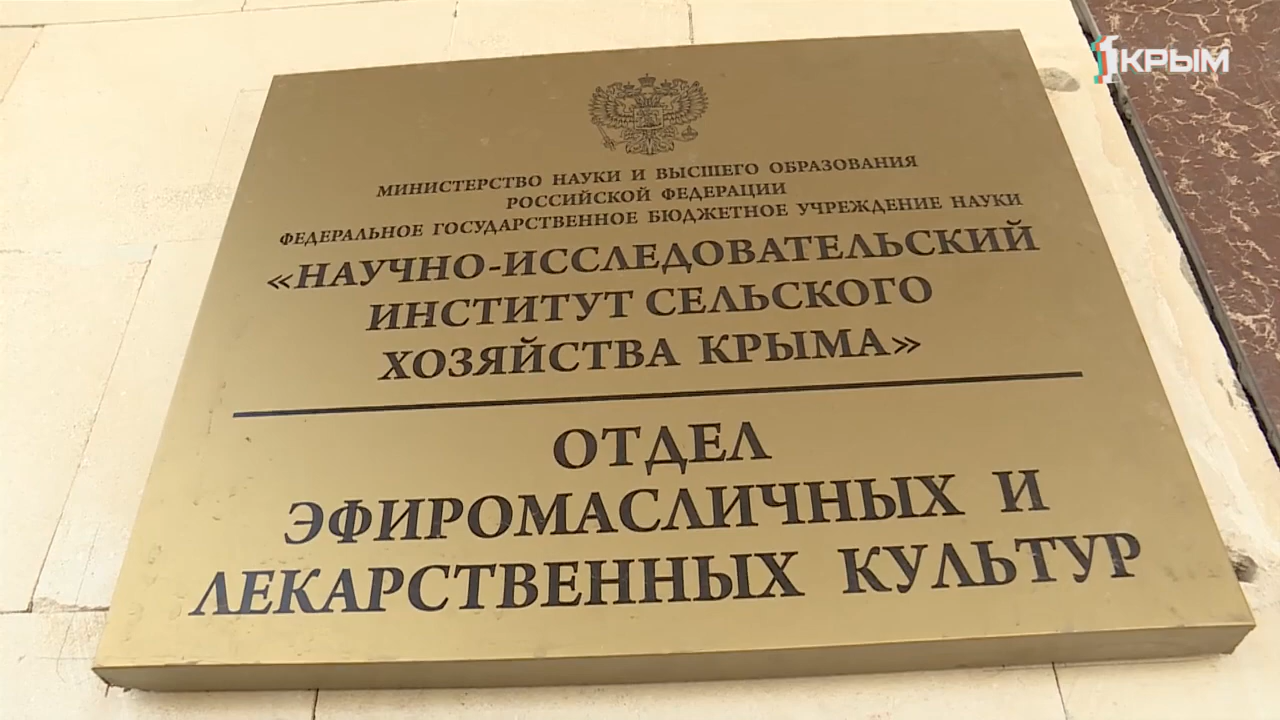 1КРЫМ
МИНИСТЕРСТВО НАУКИ И ВЫСШЕГО ОБРАЗОВАНИЯ
РОССИЙСКОЙ ФЕДЕРАЦИИ
ФЕДЕРАЛЬНОЕ ГОСУДАРСТВЕННОЕ БЮДЖЕТНОЕ УЧРЕЖДЕНИЕ НАУКИ
«НАУЧНО-ИССЛЕДОВАТЕЛЬСКИЙ
ИНСТИТУТ СЕЛЬСКОГО
ХОЗЯЙСТВА КРЫМА»
ОТДЕЛ
ЭФИРОМАСЛИЧНЫХ И
ЛЕКАРСТВЕННЫХ КУЛЬТУР